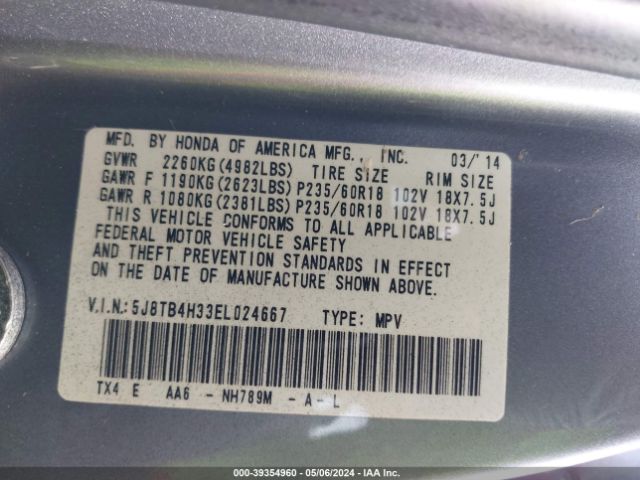 MFD. BY HONDA OF AMERICA MFG., INC. 03/'14
GVWR 2260KG(4982LBS) TIRE SIZE RIM SIZE
GAWR F 1190KG(2623LBS)P235/60R18 102V 18X7.5J
GAWR R 1080KG(2381LBS)P235/60R18 102V 18X7.5J
THIS VEHICLE CONFORMS TO ALL APPLICABLE
FEDERAL MOTOR VEHICLE SAFETY
AND THEFT PREVENTION STANDARDS IN EFFECT
ON THE DATE OF MANUFACTURE SHOWN ABOVE.
V.I.N.:5J8TB4H33EL024667 TYPE: MPV
TX4 E AA6 - NH789M - A - L
000-39354960 - 05/06/2024 - IAA Inc.